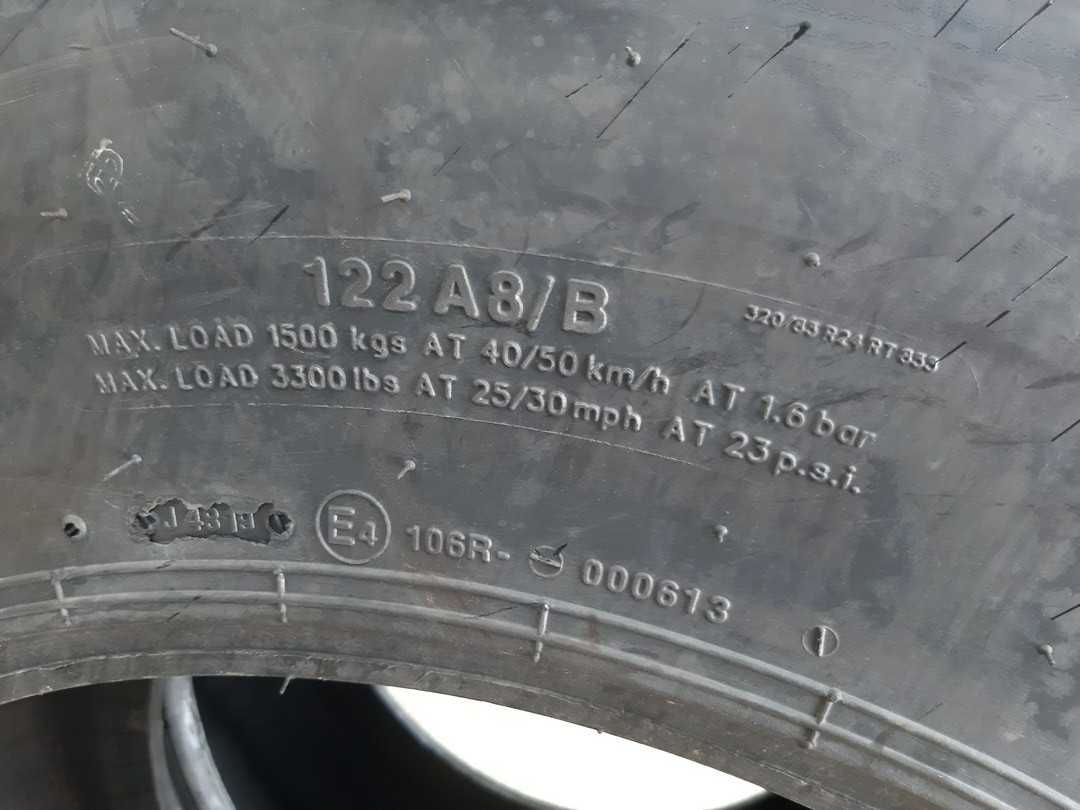 122 A8/B
320/85 R24 RT 855
MAX. LOAD 1500 kgs AT 40/50 km/h AT 1.6 bar
MAX. LOAD 3300 lbs AT 25/30 mph AT 23 p.s.i.
J 4819
E4 106R- 000613